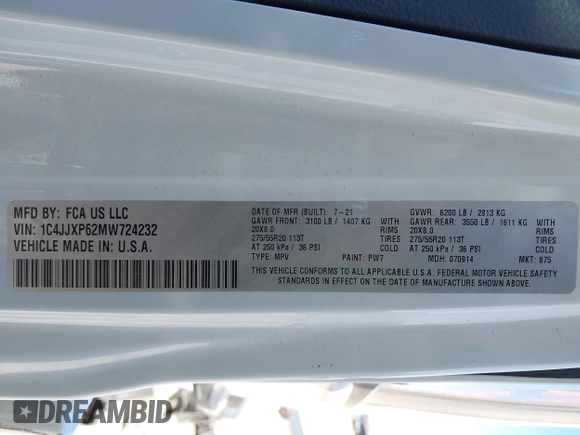 MFD BY: FCA US LLC
VIN: 1C4JJXP62MW724232
VEHICLE MADE IN: U.S.A.
DATE OF MFR (BUILT): 7-21
GAWR FRONT: 3100 LB / 1407 KG
20X8.0 RIMS
275/55R20 113T TIRES
AT 250 kPa / 36 PSI COLD
TYPE: MPV PAINT: PW7
GVWR: 6200 LB / 2813 KG
GAWR REAR: 3550 LB / 1611 KG
20X8.0 RIMS
275/55R20 113T TIRES
AT 250 kPa / 36 PSI COLD
MDH: 070914 MKT: 875
THIS VEHICLE CONFORMS TO ALL APPLICABLE U.S.A. FEDERAL MOTOR VEHICLE SAFETY
STANDARDS IN EFFECT ON THE DATE OF MANUFACTURE SHOWN ABOVE.
DREAMBID